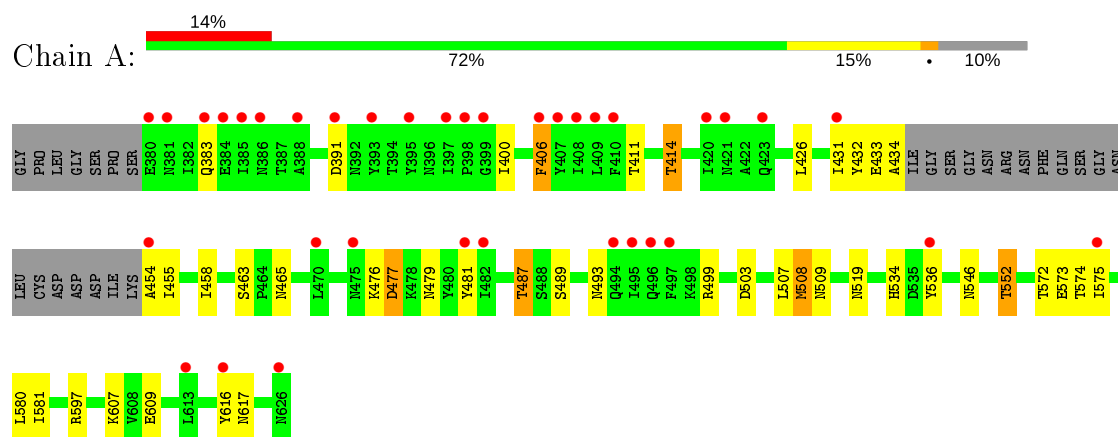 14%
Chain A:
72% 15% • 10%
GLY PRO LEU GLY SER PRO SER E380 N381 I382 Q383 E384 I385 N386 T387 A388 D391 N392 Y393 T394 Y395 N396 I397 P398 G399 I400 F406 Y407 I408 L409 F410 T411 T414 I420 N421 A422 Q423 L426 I431 Y432 E433 A434 ILE GLY SER GLY ASN ARG ASN PHE GLN SER GLY ASN
LEU CYS ASP ASP ASP ILE LYS A454 I455 I458 S463 P464 N465 L470 N475 K476 D477 K478 N479 Y480 Y481 I482 T487 S488 S489 N493 Q494 I495 Q496 F497 K498 R499 D503 L507 M508 N509 N519 H534 D535 Y536 N546 T552 T572 E573 T574 I575
L580 I581 R597 K607 V608 E609 L613 Y616 N617 N626